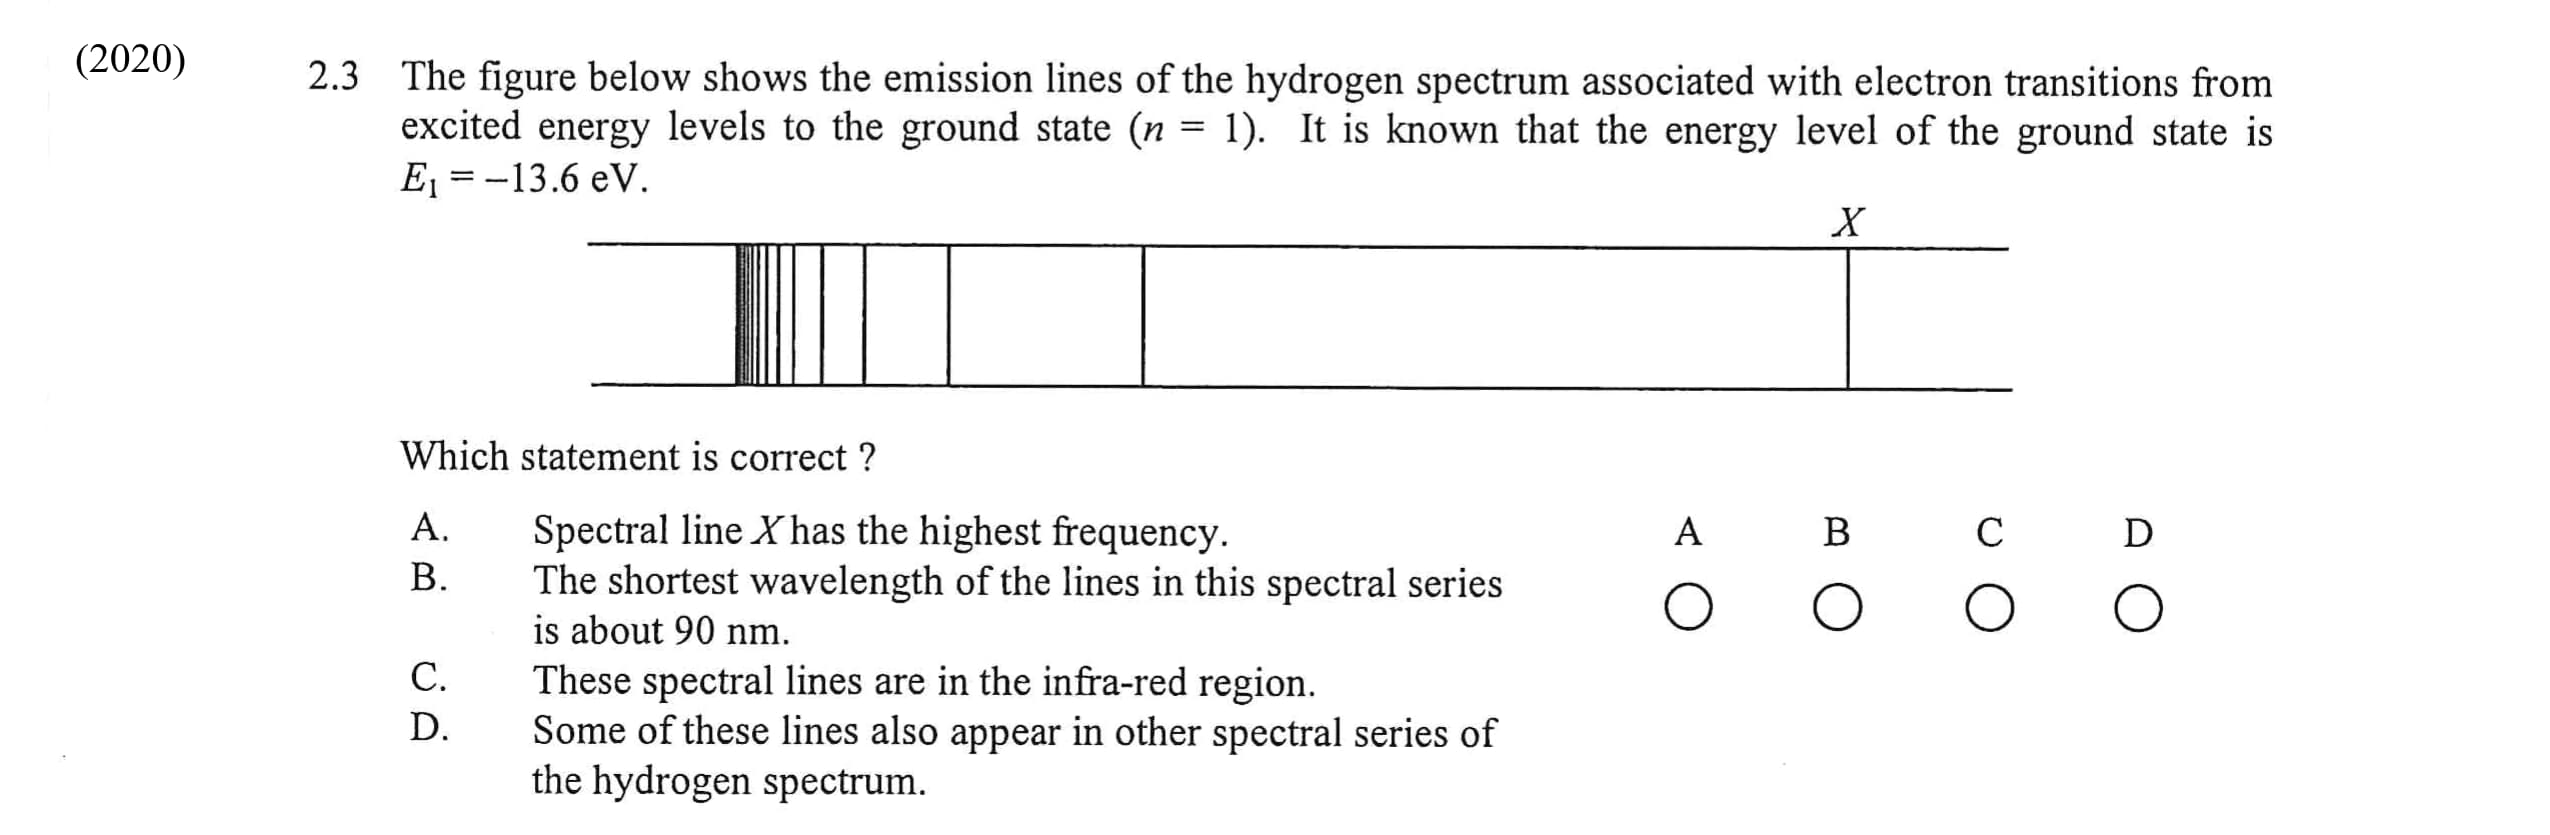 (2020)
2.3 The figure below shows the emission lines of the hydrogen spectrum associated with electron transitions from
excited energy levels to the ground state (n = 1). It is known that the energy level of the ground state is
E₁ = −13.6 eV.
X
Which statement is correct ?
A. Spectral line X has the highest frequency.
B. The shortest wavelength of the lines in this spectral series
is about 90 nm.
C. These spectral lines are in the infra-red region.
D. Some of these lines also appear in other spectral series of
the hydrogen spectrum.
A B C D